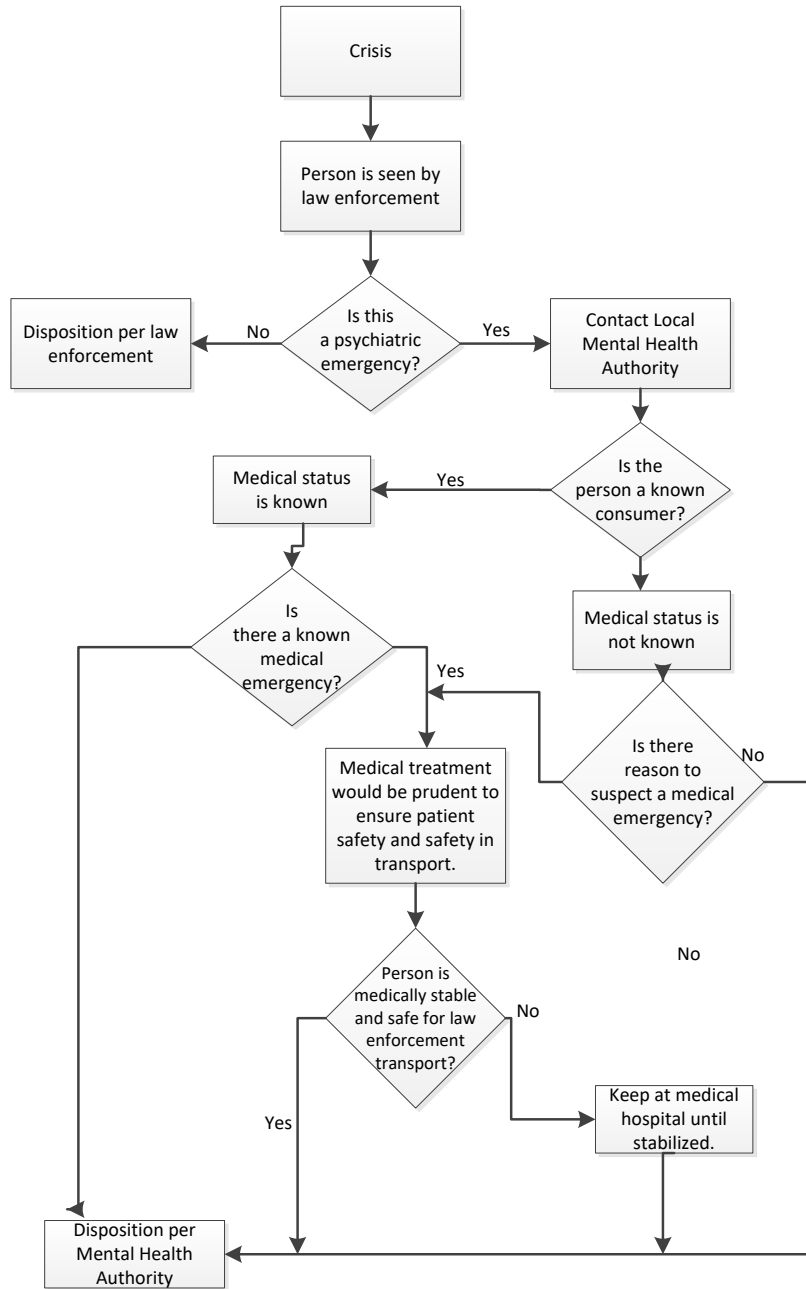 Crisis
Person is seen by
law enforcement
Is this
a psychiatric
emergency?
No
Yes
Disposition per law
enforcement
Contact Local
Mental Health
Authority
Is the
person a known
consumer?
Yes
Medical status
is known
Medical status is
not known
Is
there a known
medical
emergency?
Yes
Is there
reason to
suspect a medical
emergency?
No
Medical treatment
would be prudent to
ensure patient
safety and safety in
transport.
No
Person is
medically stable
and safe for law
enforcement
transport?
No
Yes
Keep at medical
hospital until
stabilized.
Disposition per
Mental Health
Authority